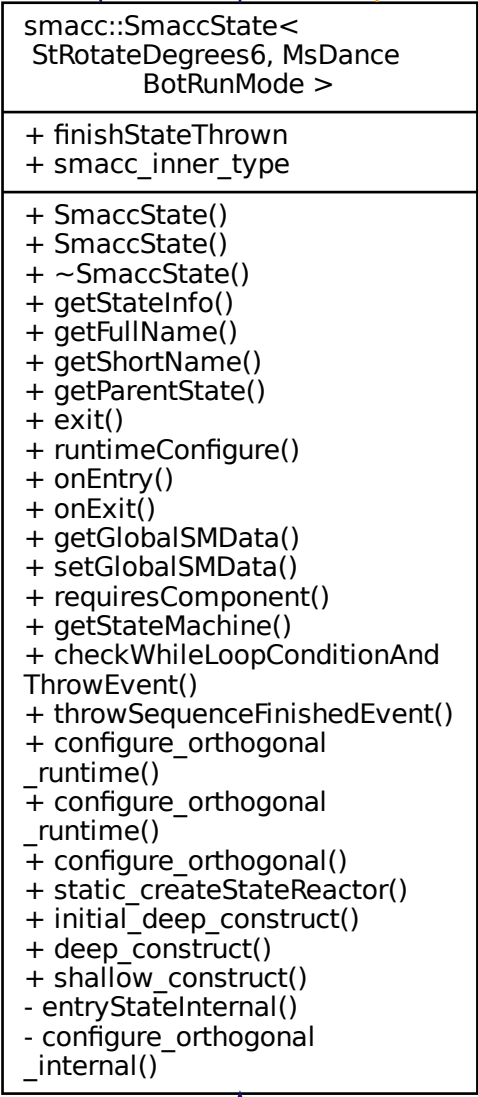 smacc::SmaccState<
StRotateDegrees6, MsDance
BotRunMode >
+ finishStateThrown
+ smacc_inner_type
+ SmaccState()
+ SmaccState()
+ ~SmaccState()
+ getStateInfo()
+ getFullName()
+ getShortName()
+ getParentState()
+ exit()
+ runtimeConfigure()
+ onEntry()
+ onExit()
+ getGlobalSMData()
+ setGlobalSMData()
+ requiresComponent()
+ getStateMachine()
+ checkWhileLoopConditionAnd
ThrowEvent()
+ throwSequenceFinishedEvent()
+ configure_orthogonal
_runtime()
+ configure_orthogonal
_runtime()
+ configure_orthogonal()
+ static_createStateReactor()
+ initial_deep_construct()
+ deep_construct()
+ shallow_construct()
- entryStateInternal()
- configure_orthogonal
_internal()